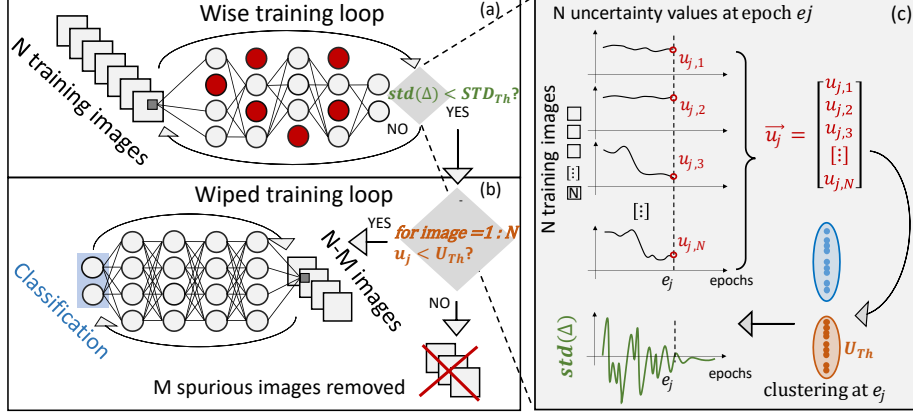 Wise training loop
(a)
N training images
std(Δ) < STD_Th?
NO
YES
Wiped training loop
(b)
YES
for image =1 : N
u_j < U_Th?
N-M images
Classification
NO
M spurious images removed
N uncertainty values at epoch ej
(c)
N training images
[⋮]
N
u_j,1
u_j,2
u_j,3
[⋮]
u_j,N
e_j
epochs
u_j⃗ =
u_j,1
u_j,2
u_j,3
[⋮]
u_j,N
std(Δ)
e_j
epochs
U_Th
clustering at e_j